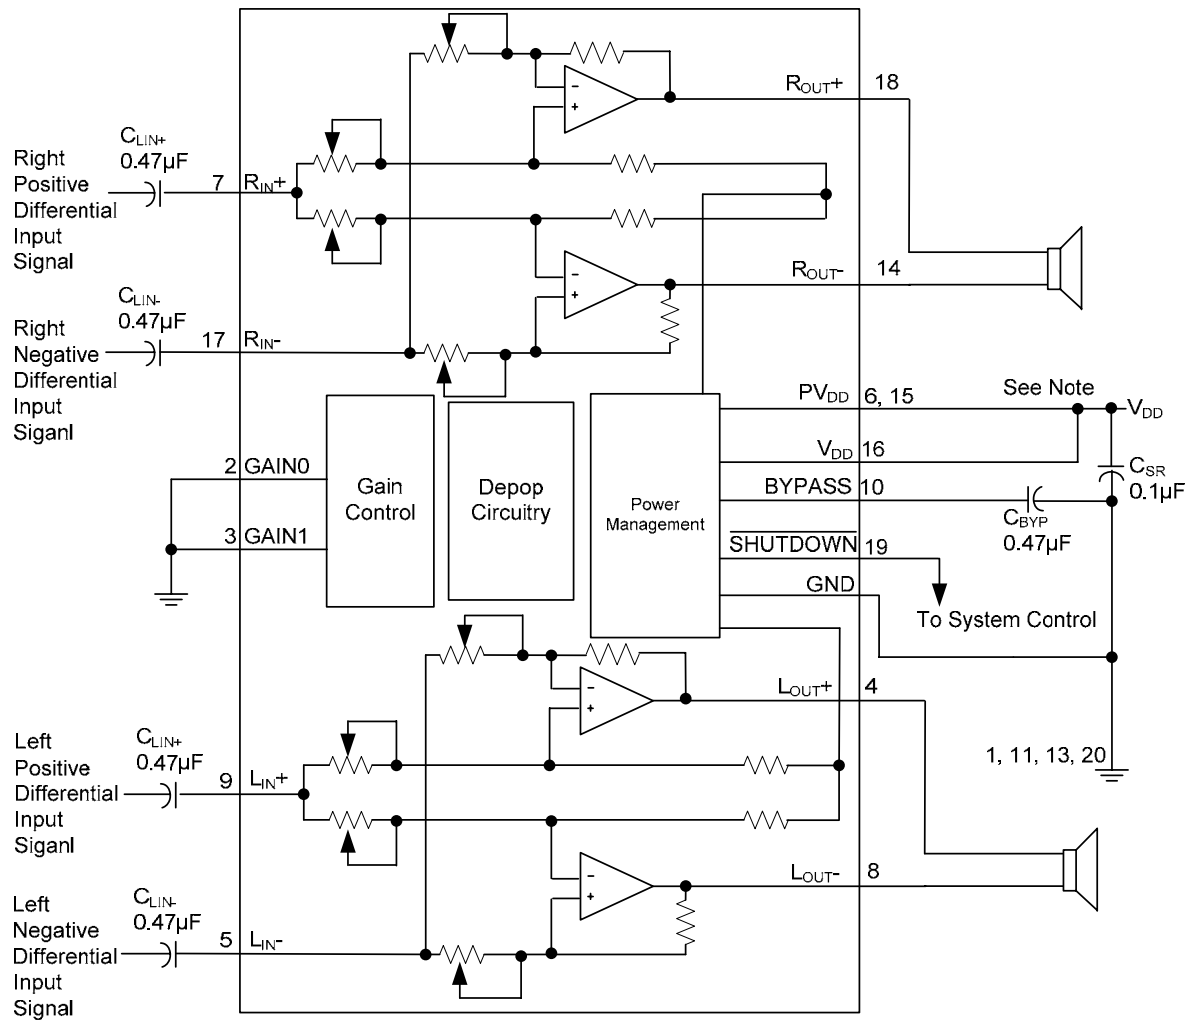 R_OUT+ 18
C_LIN+
0.47µF
Right
Positive
Differential
Input
Signal
7 R_IN+
−
+
R_OUT- 14
−
+
C_LIN-
0.47µF
Right
Negative
Differential
Input
Siganl
17 R_IN-
PV_DD 6, 15
See Note
V_DD
V_DD 16
C_SR
0.1µF
2 GAIN0
3 GAIN1
Gain
Control
Depop
Circuitry
Power
Management
BYPASS 10
C_BYP
0.47µF
SHUTDOWN 19
GND
To System Control
−
+
L_OUT+ 4
1, 11, 13, 20
C_LIN+
0.47µF
Left
Positive
Differential
Input
Siganl
9 L_IN+
−
+
L_OUT- 8
C_LIN-
0.47µF
Left
Negative
Differential
Input
Signal
5 L_IN-